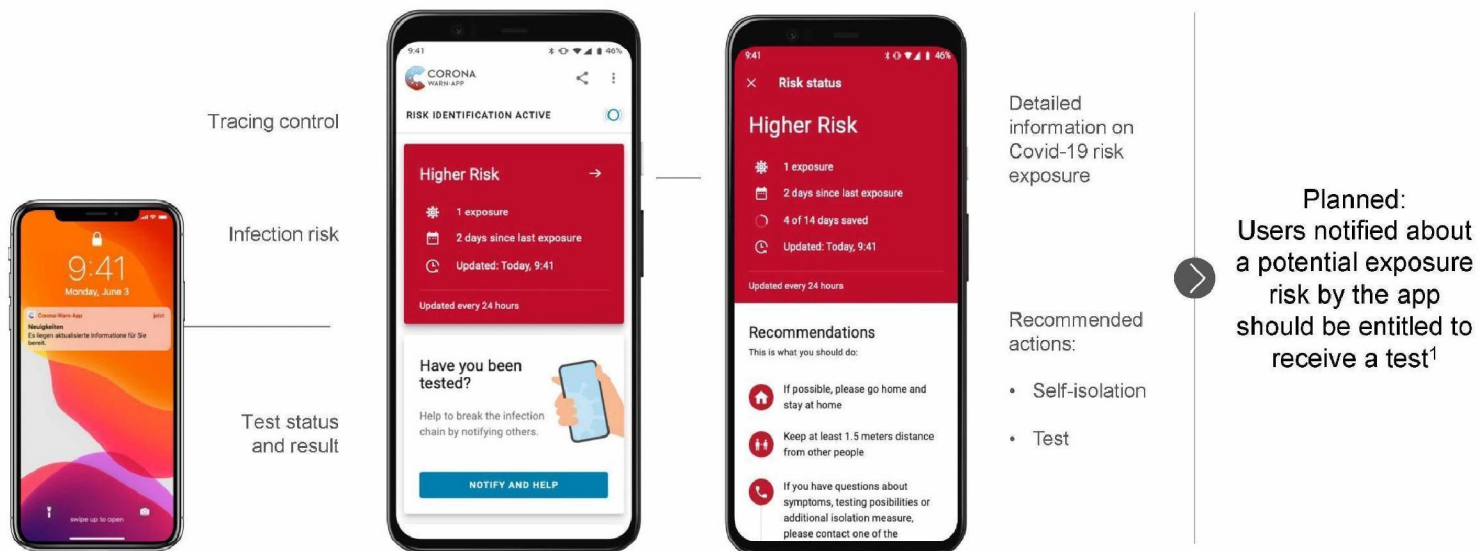 Tracing control
Infection risk
Test status
and result
9:41
Monday, June 3
Corona-Warn-App
jetzt
Neuigkeiten
Es liegen aktualisierte Informatione für Sie
bereit.
swipe up to open
9:41
46%
CORONA
WARN-APP
RISK IDENTIFICATION ACTIVE
Higher Risk
1 exposure
2 days since last exposure
Updated: Today, 9:41
Updated every 24 hours
Have you been
tested?
Help to break the infection
chain by notifying others.
NOTIFY AND HELP
9:41
46%
Risk status
Higher Risk
1 exposure
2 days since last exposure
4 of 14 days saved
Updated: Today, 9:41
Updated every 24 hours
Recommendations
This is what you should do:
If possible, please go home and
stay at home
Keep at least 1.5 meters distance
from other people
If you have questions about
symptoms, testing posibilities or
additional isolation measure,
please contact one of the
Detailed
information on
Covid-19 risk
exposure
Recommended
actions:
• Self-isolation
• Test
Planned:
Users notified about
a potential exposure
risk by the app
should be entitled to
receive a test¹